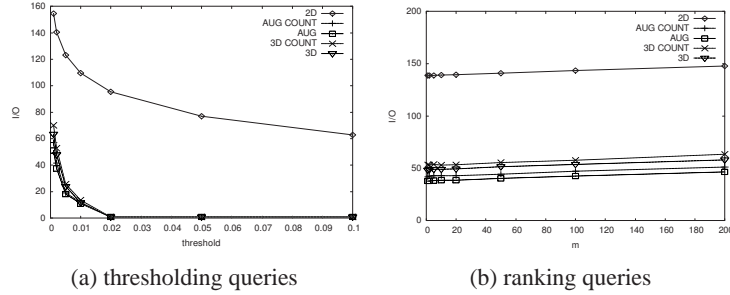 160
140
120
100
80
60
40
20
0
I/O
0 0.01 0.02 0.03 0.04 0.05 0.06 0.07 0.08 0.09 0.1
threshold
2D
AUG COUNT
AUG
3D COUNT
3D
(a) thresholding queries
200
150
100
50
0
I/O
0 20 40 60 80 100 120 140 160 180 200
m
2D
AUG COUNT
AUG
3D COUNT
3D
(b) ranking queries